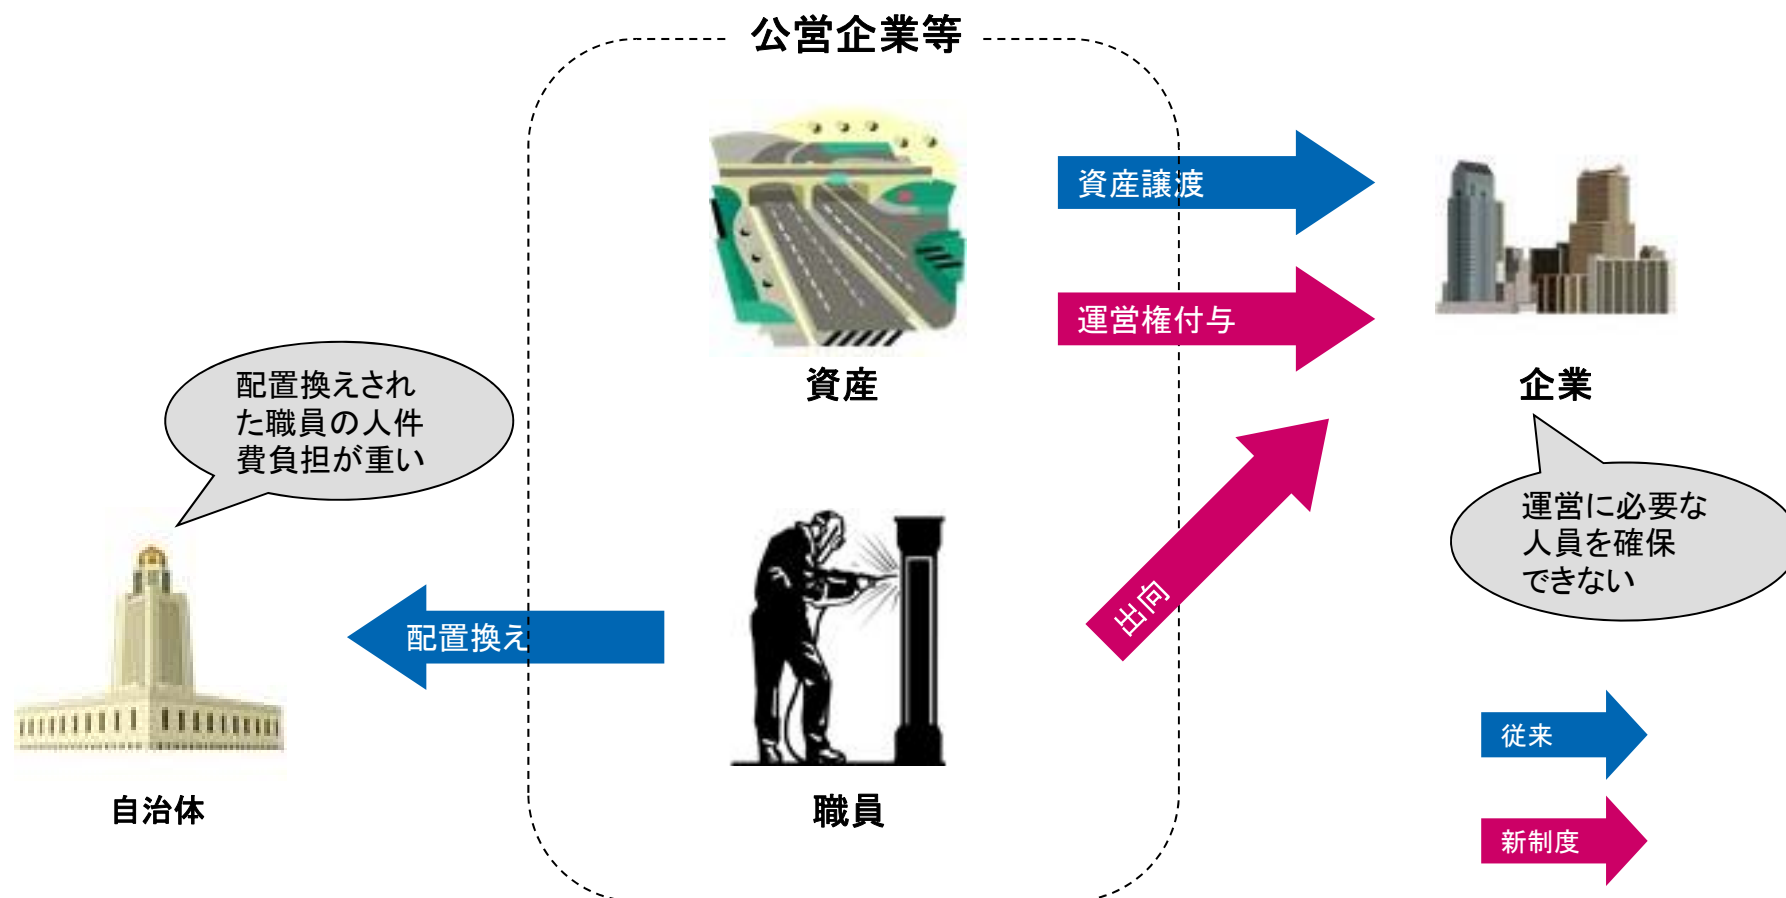 公営企業等
資産譲渡
運営権付与
資産
企業
配置換えされ
た職員の人件
費負担が重い
運営に必要な
人員を確保
できない
出向
配置換え
自治体
職員
従来
新制度